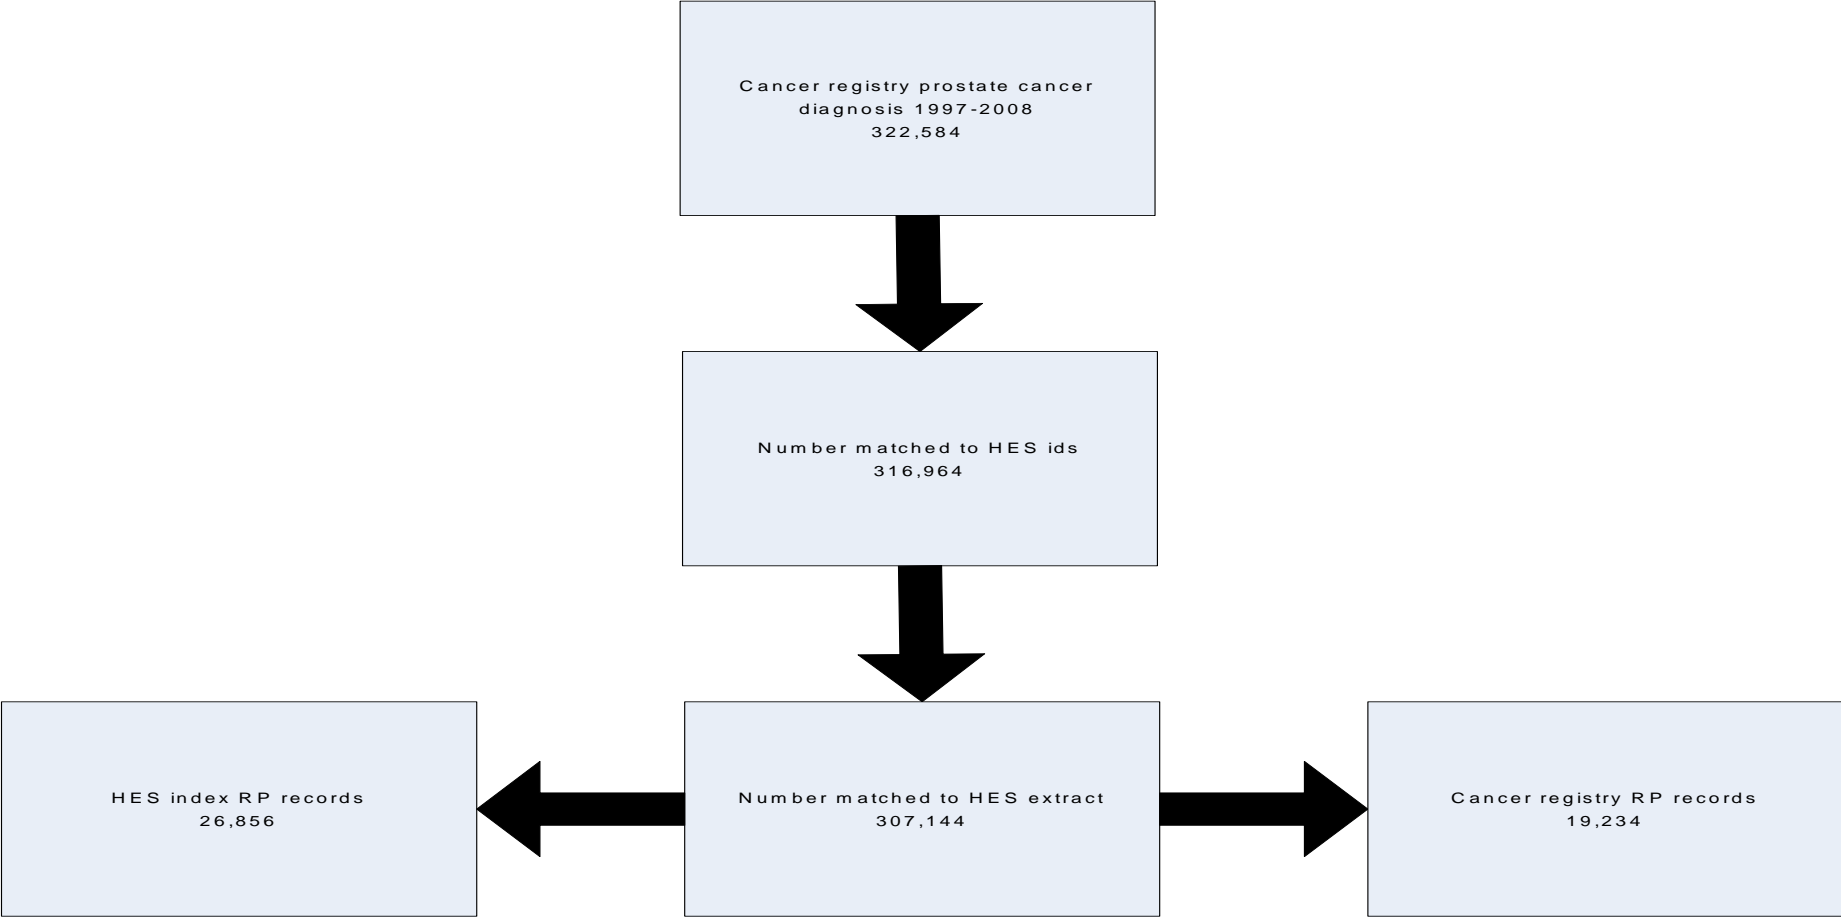 Cancer registry prostate cancer
diagnosis 1997-2008
322,584
Number matched to HES ids
316,964
HES index RP records
26,856
Number matched to HES extract
307,144
Cancer registry RP records
19,234